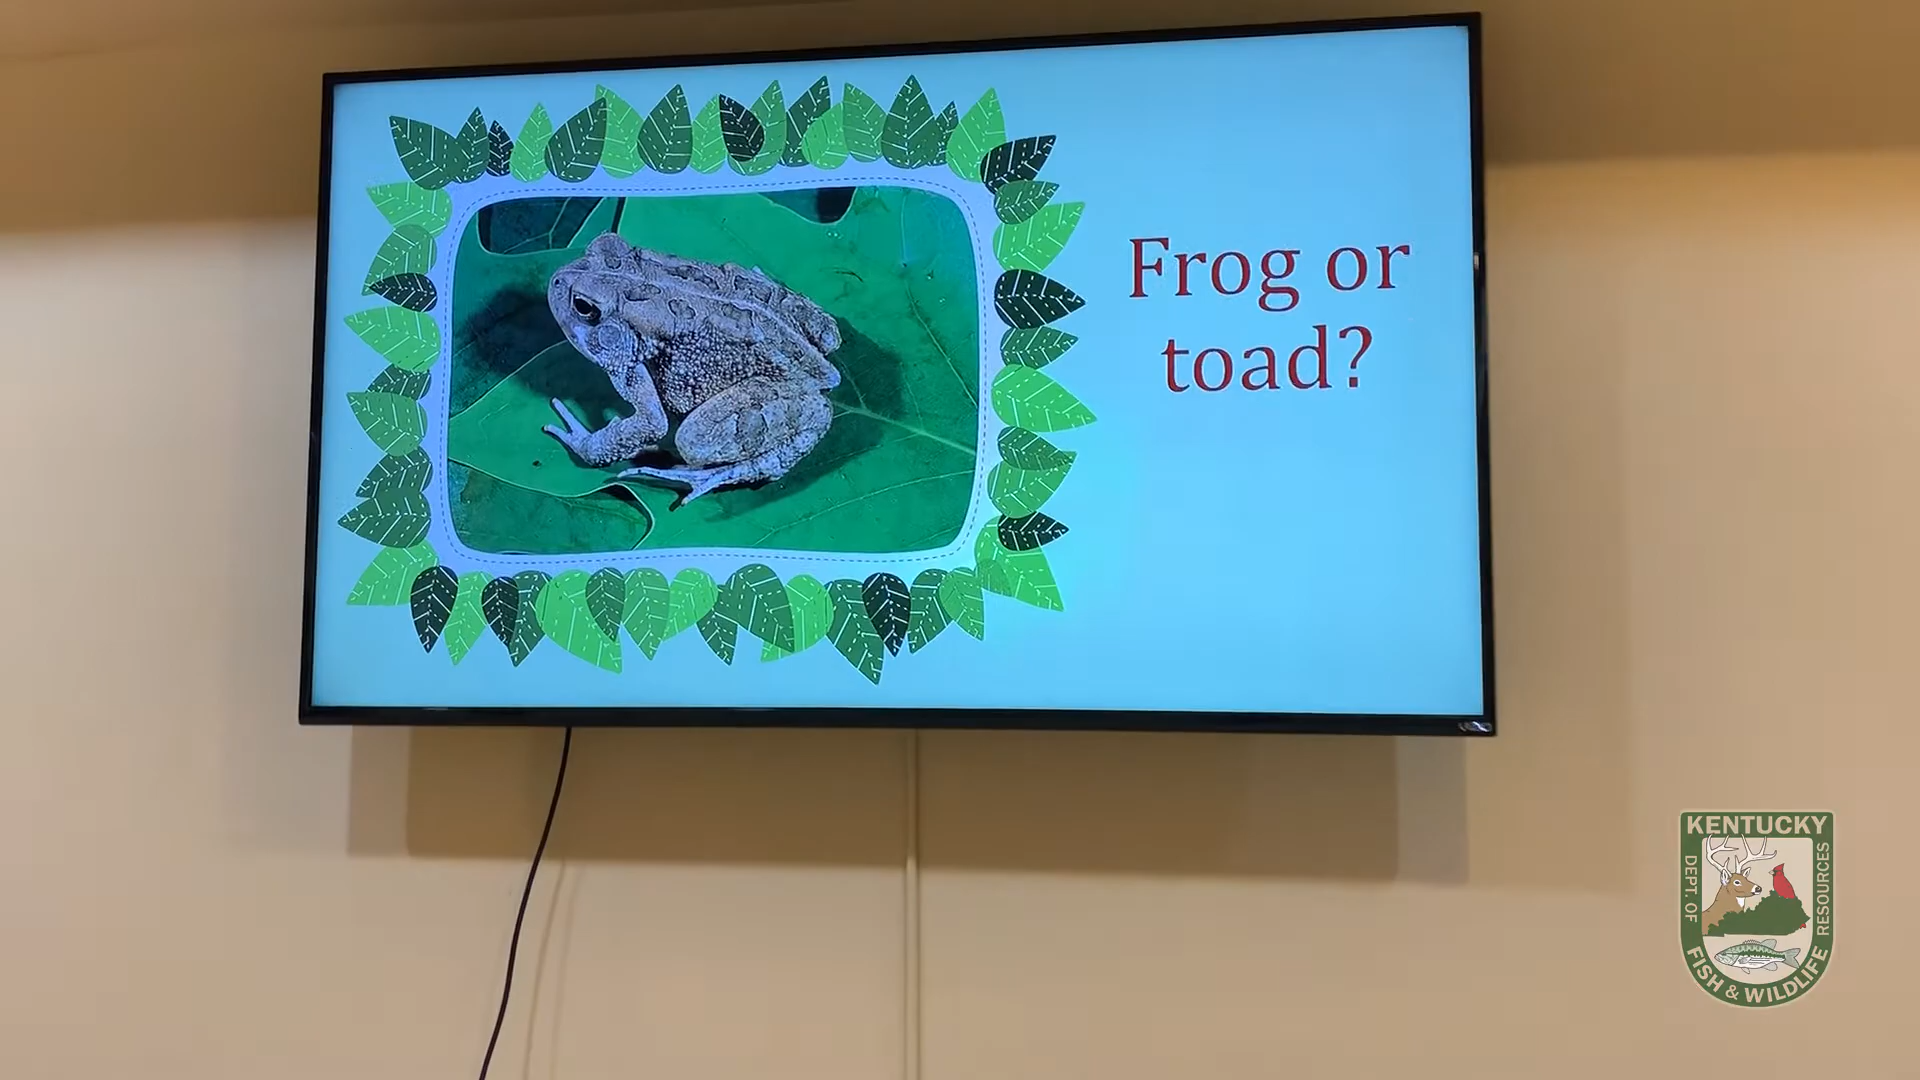 Frog or
toad?
KENTUCKY
DEPT. OF
FISH & WILDLIFE
RESOURCES